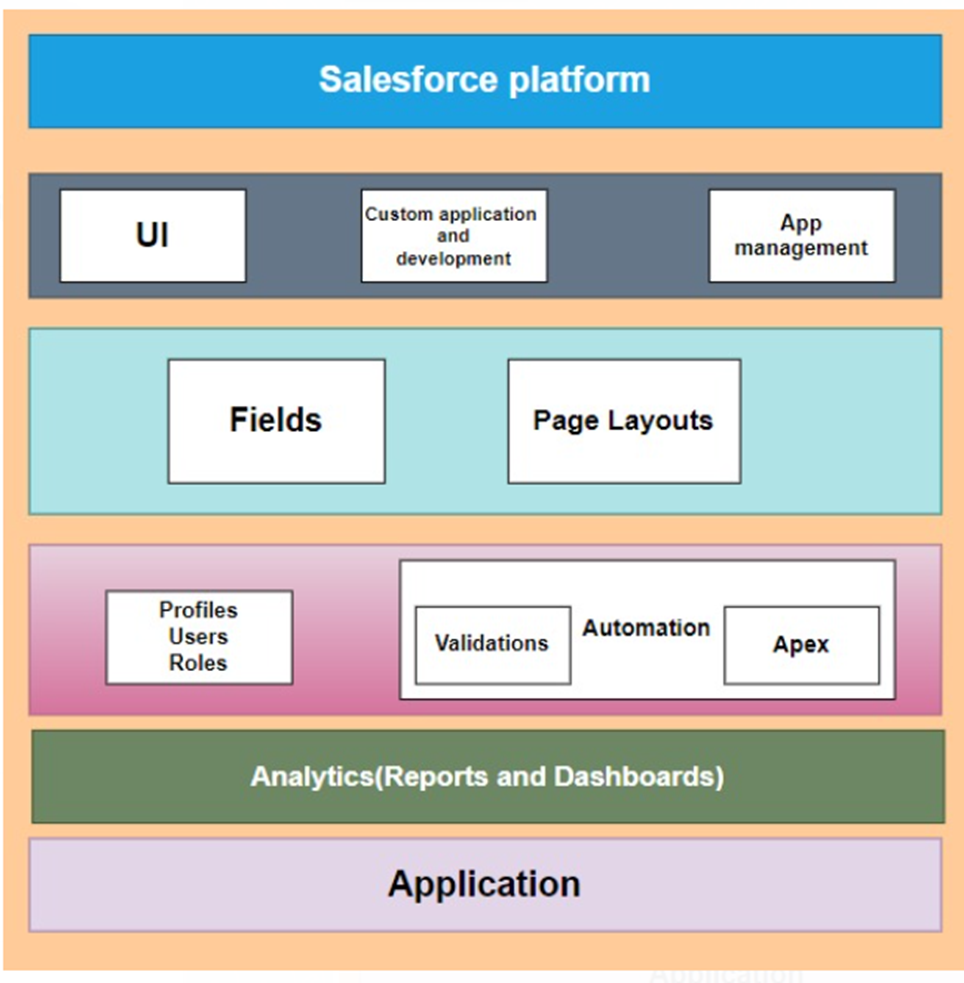 Salesforce platform
UI
Custom application
and
development
App
management
Fields
Page Layouts
Profiles
Users
Roles
Validations
Automation
Apex
Analytics(Reports and Dashboards)
Application
Application